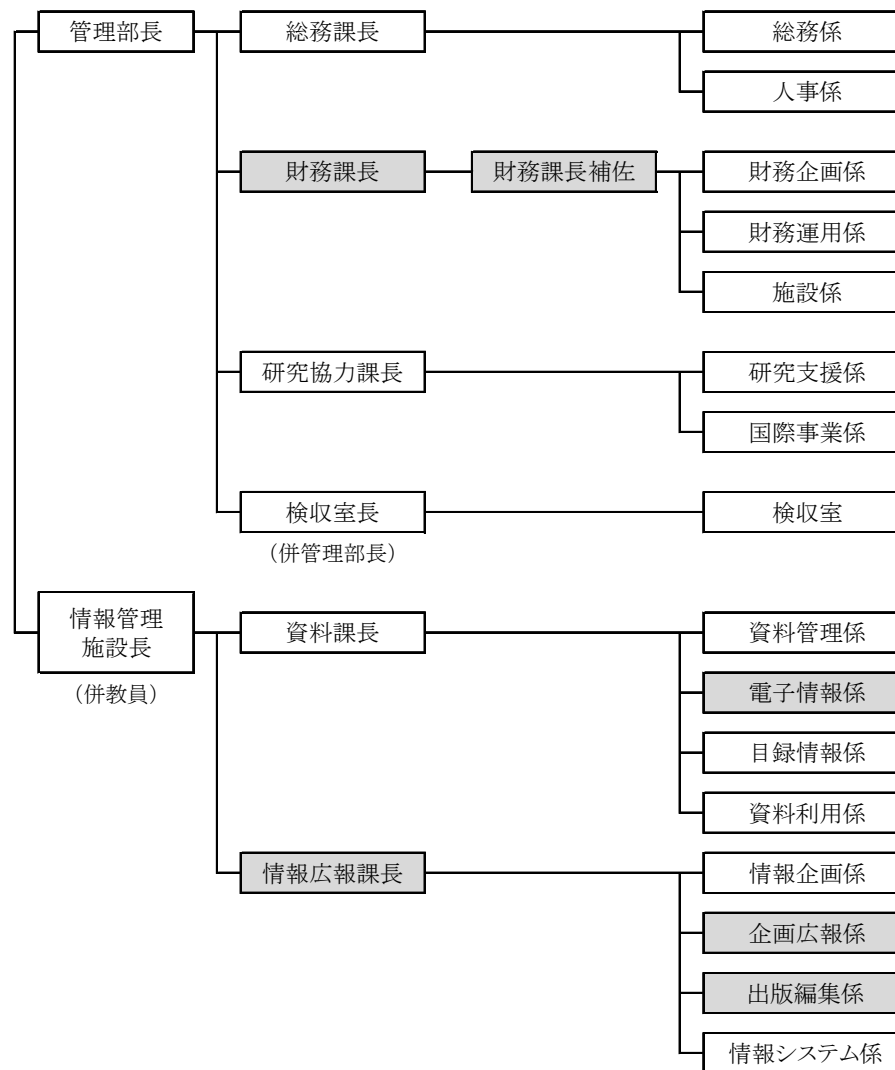 管理部長
総務課長
総務係
人事係
財務課長
財務課長補佐
財務企画係
財務運用係
施設係
研究協力課長
研究支援係
国際事業係
検収室長
(併管理部長)
検収室
情報管理
施設長
(併教員)
資料課長
資料管理係
電子情報係
目録情報係
資料利用係
情報広報課長
情報企画係
企画広報係
出版編集係
情報システム係